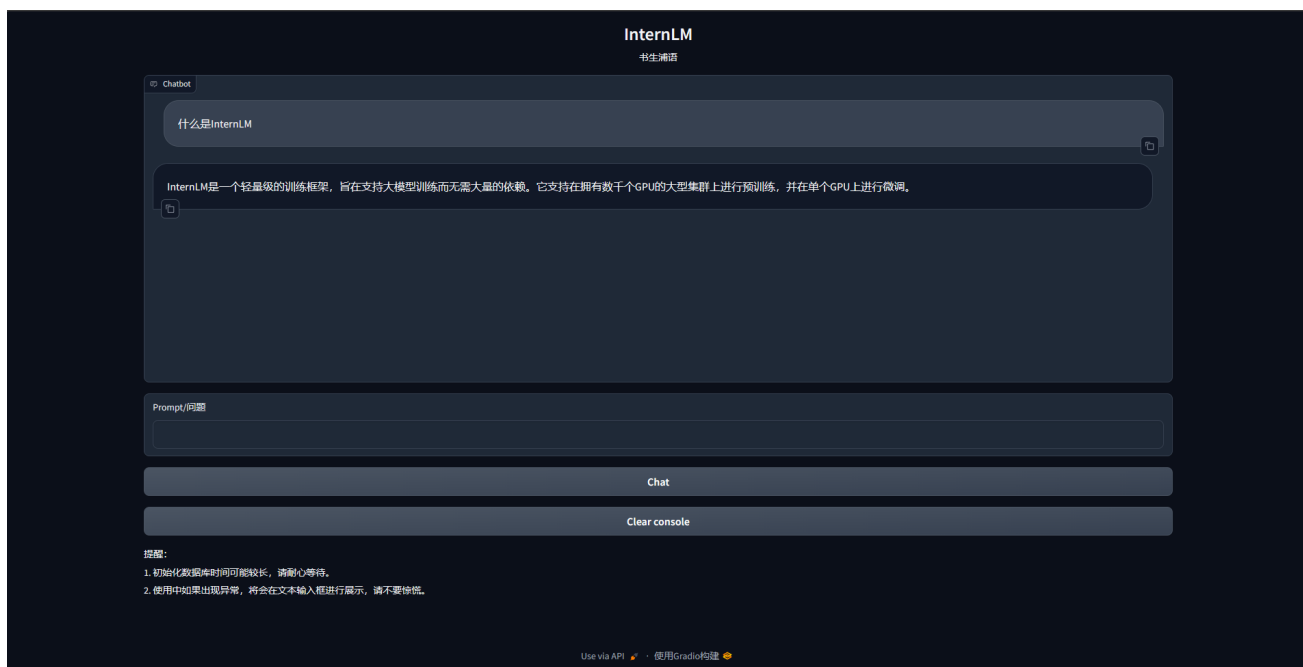 InternLM
书生浦语
Chatbot
什么是InternLM
InternLM是一个轻量级的训练框架，旨在支持大模型训练而无需大量的依赖。它支持在拥有数千个GPU的大型集群上进行预训练，并在单个GPU上进行微调。
Prompt/问题
Chat
Clear console
提醒：
1. 初始化数据库时间可能较长，请耐心等待。
2. 使用中如果出现异常，将会在文本输入框进行展示，请不要惊慌。
Use via API · 使用Gradio构建